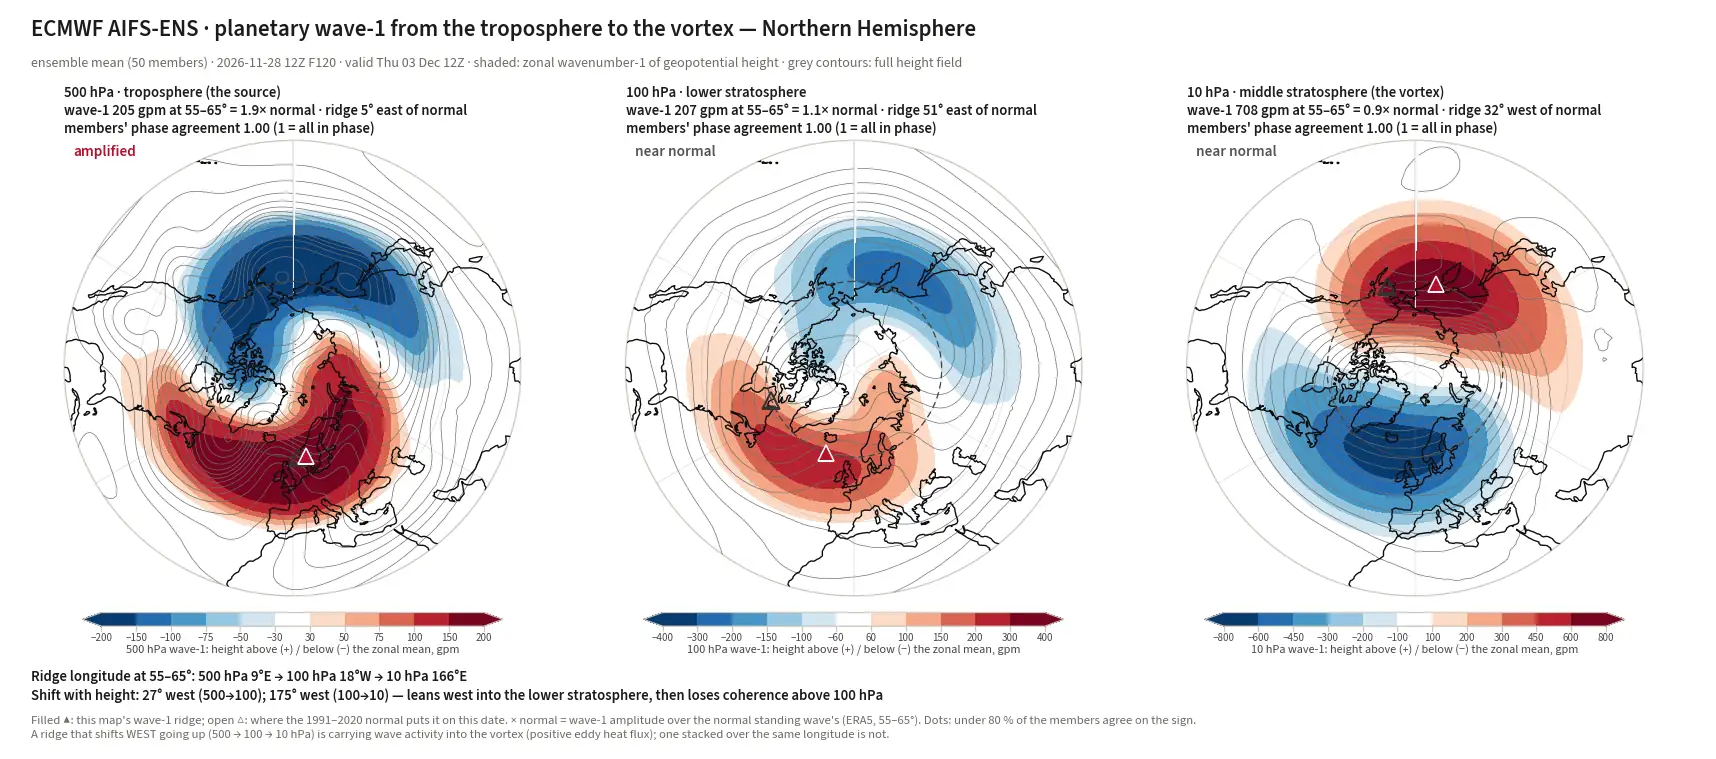 ECMWF AIFS-ENS · planetary wave-1 from the troposphere to the vortex — Northern Hemisphere
ensemble mean (50 members) · 2026-11-28 12Z F120 · valid Thu 03 Dec 12Z · shaded: zonal wavenumber-1 of geopotential height · grey contours: full height field
500 hPa · troposphere (the source)
wave-1 205 gpm at 55–65° = 1.9× normal · ridge 5° east of normal
members' phase agreement 1.00 (1 = all in phase)
amplified
100 hPa · lower stratosphere
wave-1 207 gpm at 55–65° = 1.1× normal · ridge 51° east of normal
members' phase agreement 1.00 (1 = all in phase)
near normal
10 hPa · middle stratosphere (the vortex)
wave-1 708 gpm at 55–65° = 0.9× normal · ridge 32° west of normal
members' phase agreement 1.00 (1 = all in phase)
near normal
−200 −150 −100 −75 −50 −30 30 50 75 100 150 200
500 hPa wave-1: height above (+) / below (−) the zonal mean, gpm
−400 −300 −200 −150 −100 −60 60 100 150 200 300 400
100 hPa wave-1: height above (+) / below (−) the zonal mean, gpm
−800 −600 −450 −300 −200 −100 100 200 300 450 600 800
10 hPa wave-1: height above (+) / below (−) the zonal mean, gpm
Ridge longitude at 55–65°: 500 hPa 9°E → 100 hPa 18°W → 10 hPa 166°E
Shift with height: 27° west (500→100); 175° west (100→10) — leans west into the lower stratosphere, then loses coherence above 100 hPa
Filled ▲: this map's wave-1 ridge; open △: where the 1991–2020 normal puts it on this date. × normal = wave-1 amplitude over the normal standing wave's (ERA5, 55–65°). Dots: under 80 % of the members agree on the sign.
A ridge that shifts WEST going up (500 → 100 → 10 hPa) is carrying wave activity into the vortex (positive eddy heat flux); one stacked over the same longitude is not.